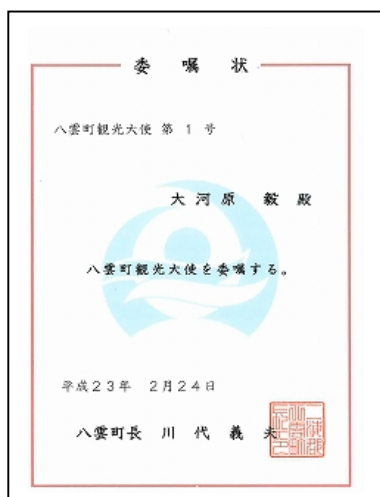 委嘱状
八雲町観光大使 第 1 号
大河原 毅 殿
八雲町観光大使を委嘱する。
平成23年 2月24日
八雲町長 川代義夫